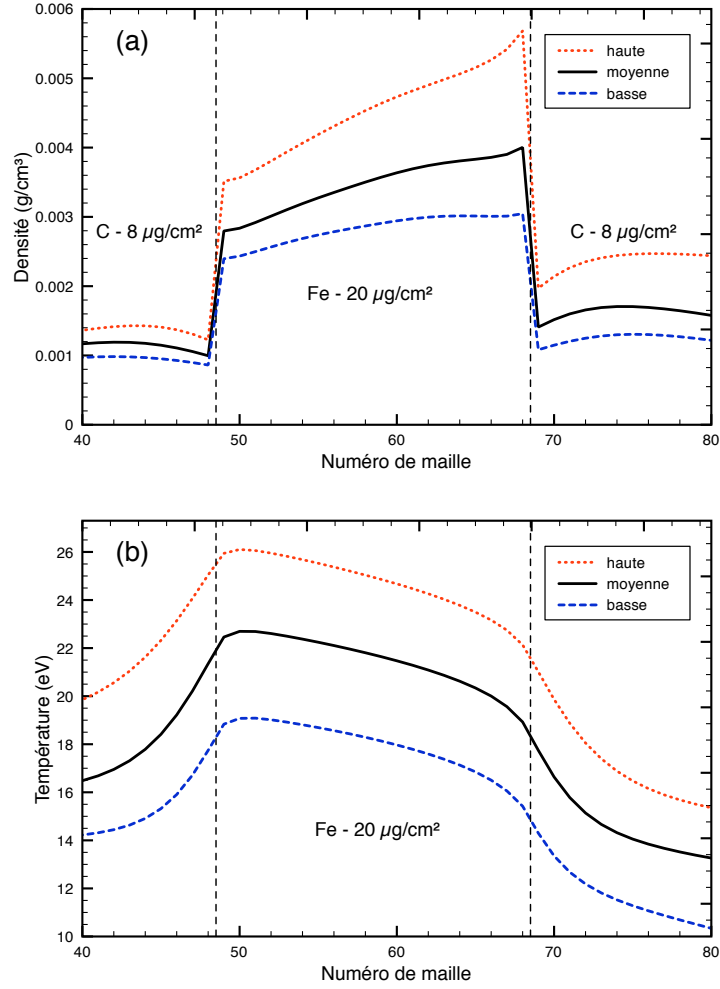 (a)
haute
moyenne
basse
Densité (g/cm³)
0.006
0.005
0.004
0.003
0.002
0.001
0
C - 8 µg/cm²
C - 8 µg/cm²
Fe - 20 µg/cm²
40 50 60 70 80
Numéro de maille
(b)
haute
moyenne
basse
Température (eV)
26
24
22
20
18
16
14
12
10
Fe - 20 µg/cm²
40 50 60 70 80
Numéro de maille